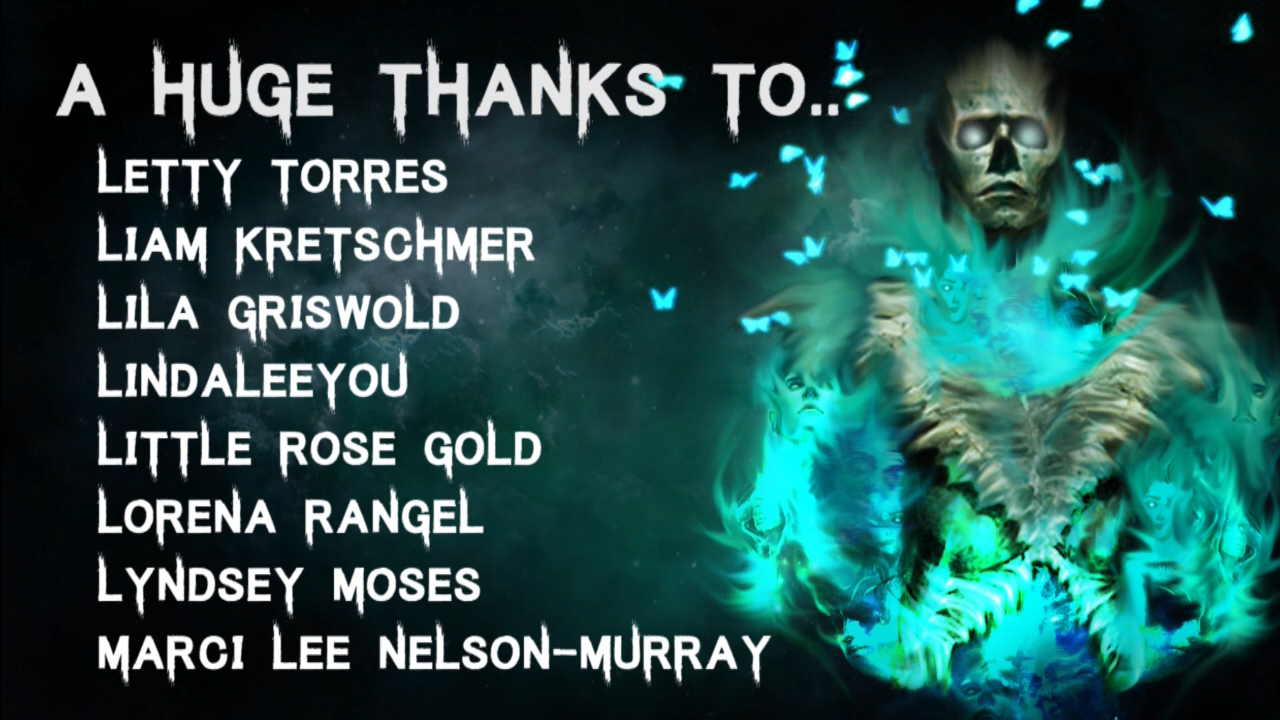 A HUGE THANKS TO..
LETTY TORRES
LIAM KRETSCHMER
LILA GRISWOLD
LINDALEEYOU
LITTLE ROSE GOLD
LORENA RANGEL
LYNDSEY MOSES
MARCI LEE NELSON-MURRAY